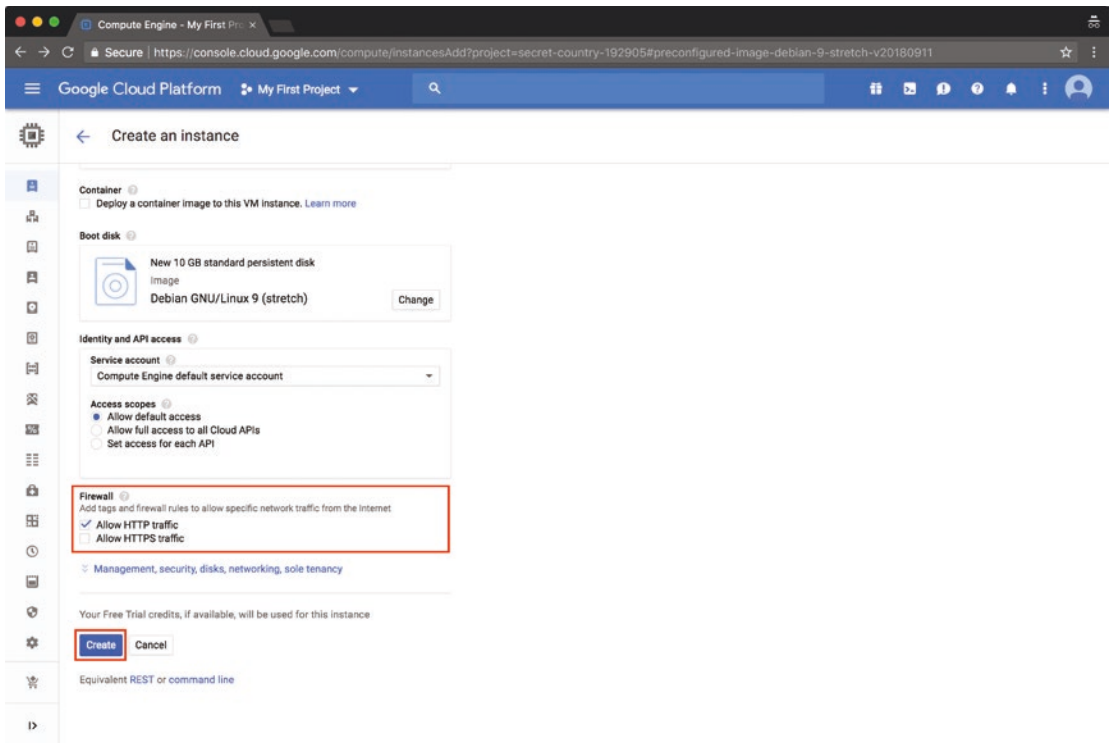 Compute Engine - My First Pro
Secure | https://console.cloud.google.com/compute/instancesAdd?project=secret-country-192905#preconfigured-image-debian-9-stretch-v20180911
Google Cloud Platform My First Project
Create an instance
Container
Deploy a container image to this VM instance. Learn more
Boot disk
New 10 GB standard persistent disk
Image
Debian GNU/Linux 9 (stretch)
Change
Identity and API access
Service account
Compute Engine default service account
Access scopes
Allow default access
Allow full access to all Cloud APIs
Set access for each API
Firewall
Add tags and firewall rules to allow specific network traffic from the Internet
Allow HTTP traffic
Allow HTTPS traffic
Management, security, disks, networking, sole tenancy
Your Free Trial credits, if available, will be used for this instance
Create Cancel
Equivalent REST or command line